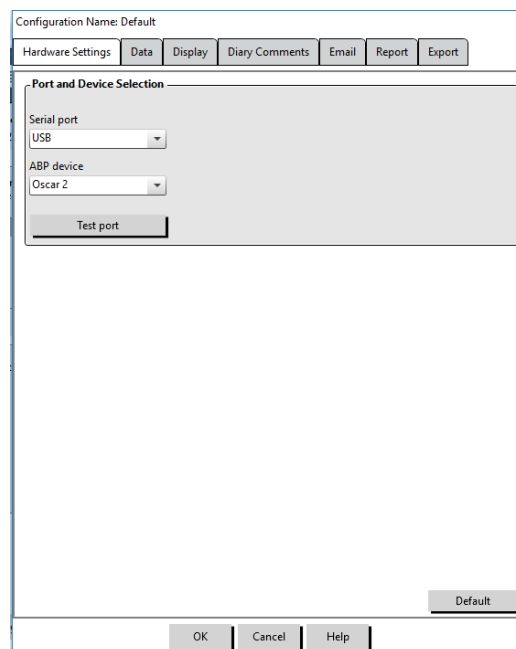 Configuration Name: Default
Hardware Settings Data Display Diary Comments Email Report Export
Port and Device Selection
Serial port
USB
ABP device
Oscar 2
Test port
Default
OK Cancel Help